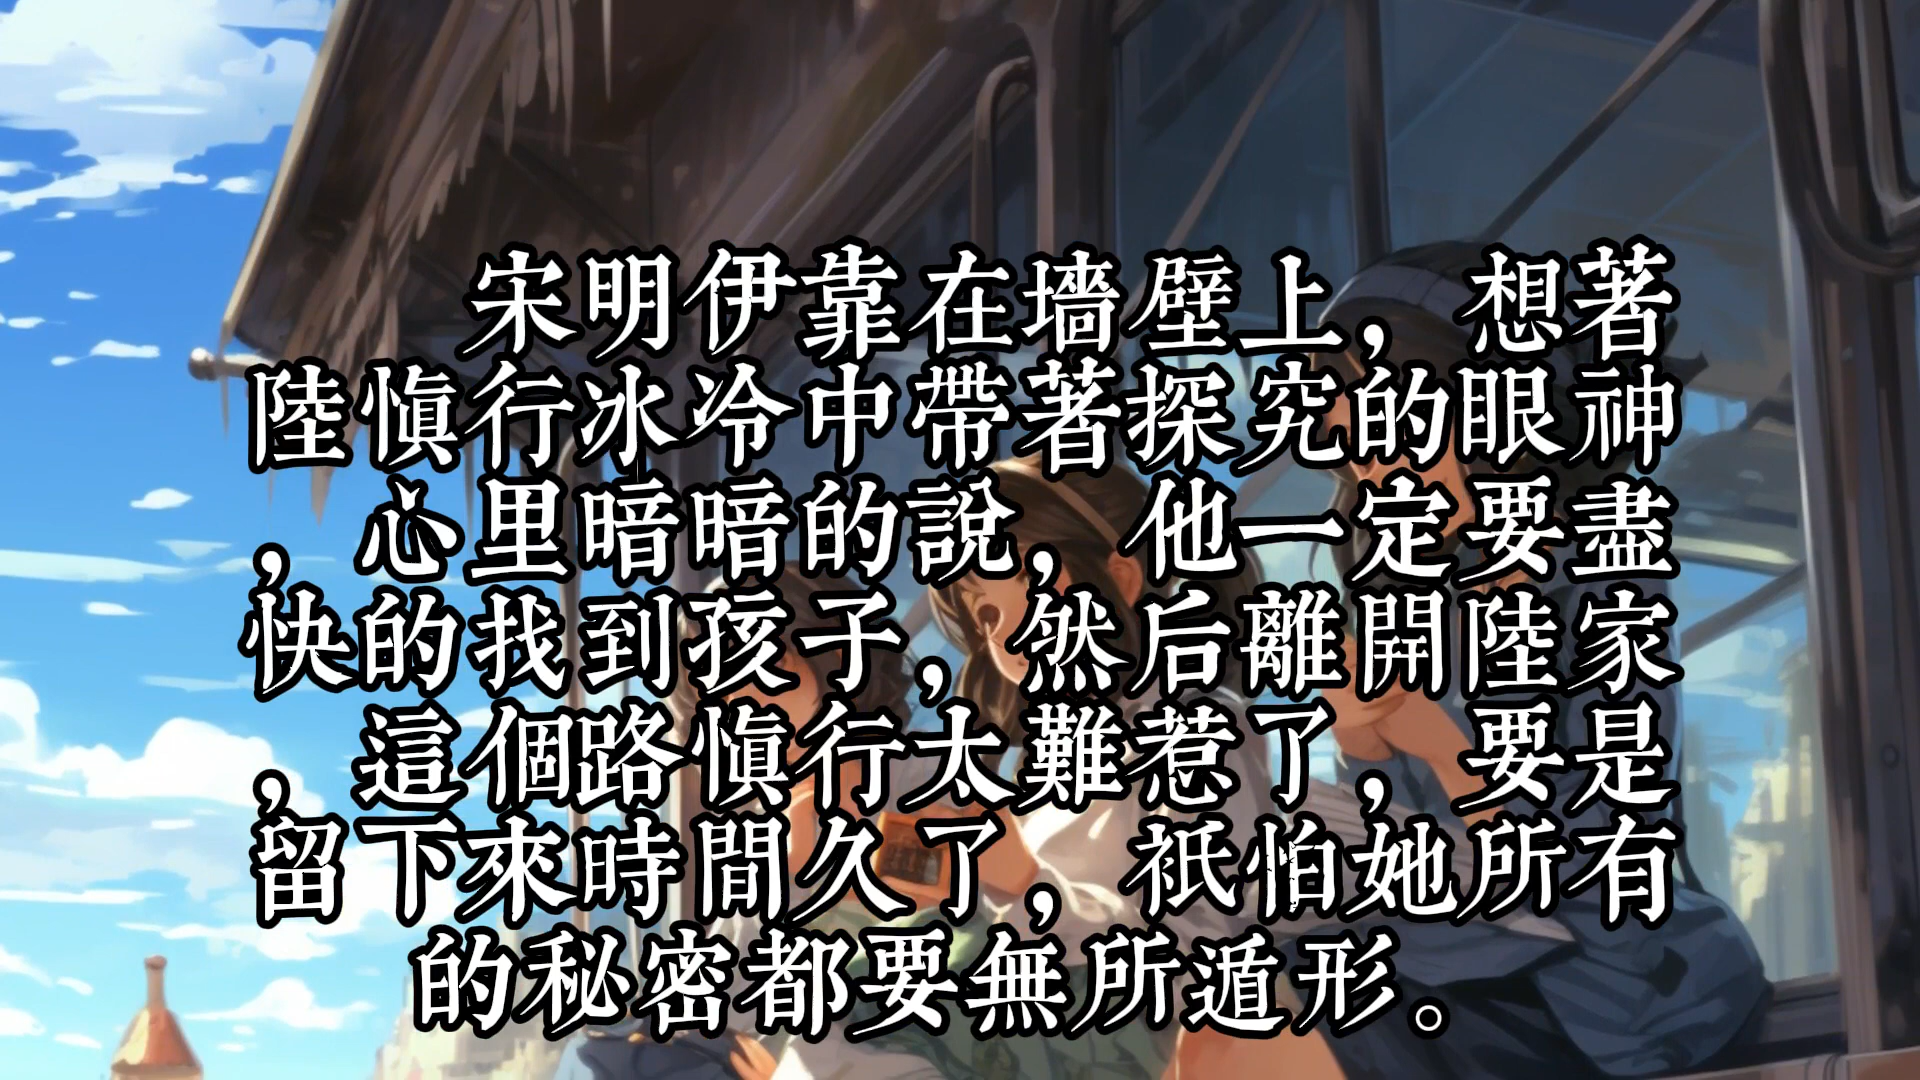 宋明伊靠在墻壁上，想著
陸慎行冰冷中帶著探究的眼神
，心里暗暗的說，他一定要盡
快的找到孩子，然后離開陸家
，這個路慎行太難惹了，要是
留下來時間久了，祇怕她所有
的秘密都要無所遁形。